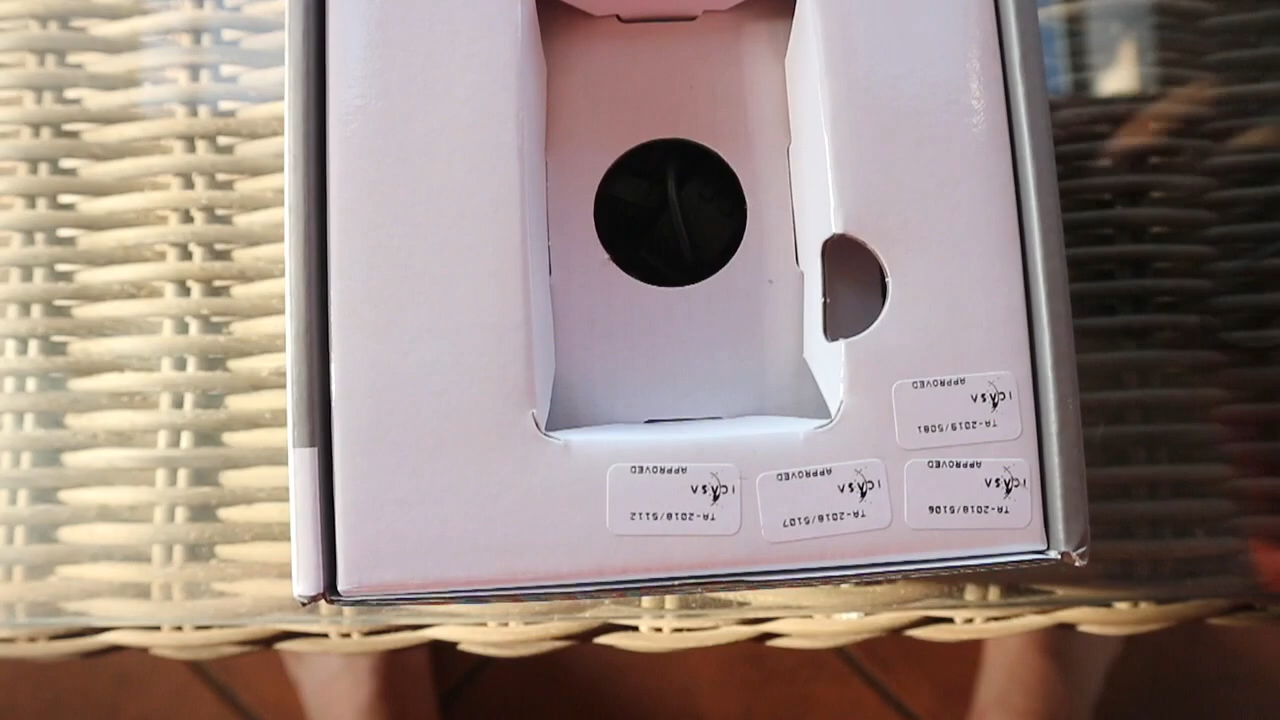 TA-2018/5106
ICASA
APPROVED
TA-2018/5107
ICASA
APPROVED
TA-2018/5112
ICASA
APPROVED
TA-2019/5081
ICASA
APPROVED